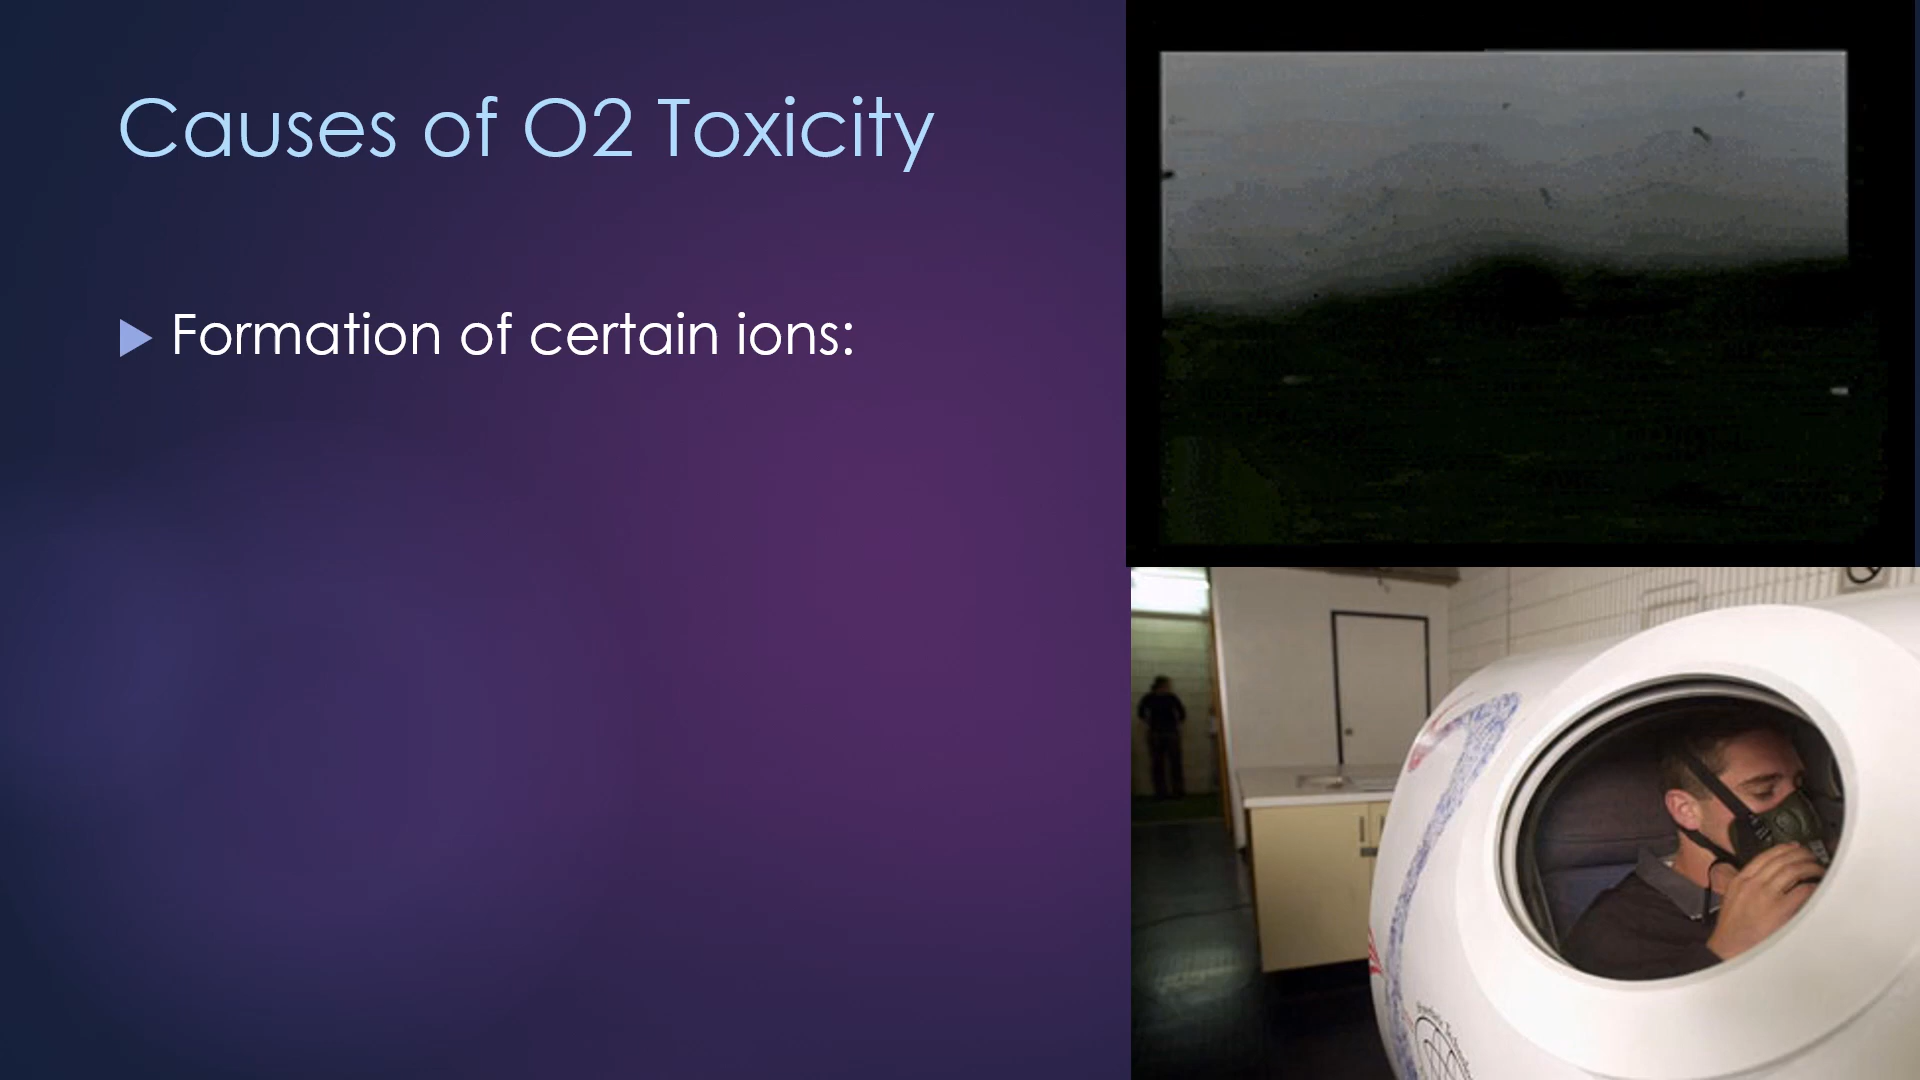 Causes of O2 Toxicity
Formation of certain ions: